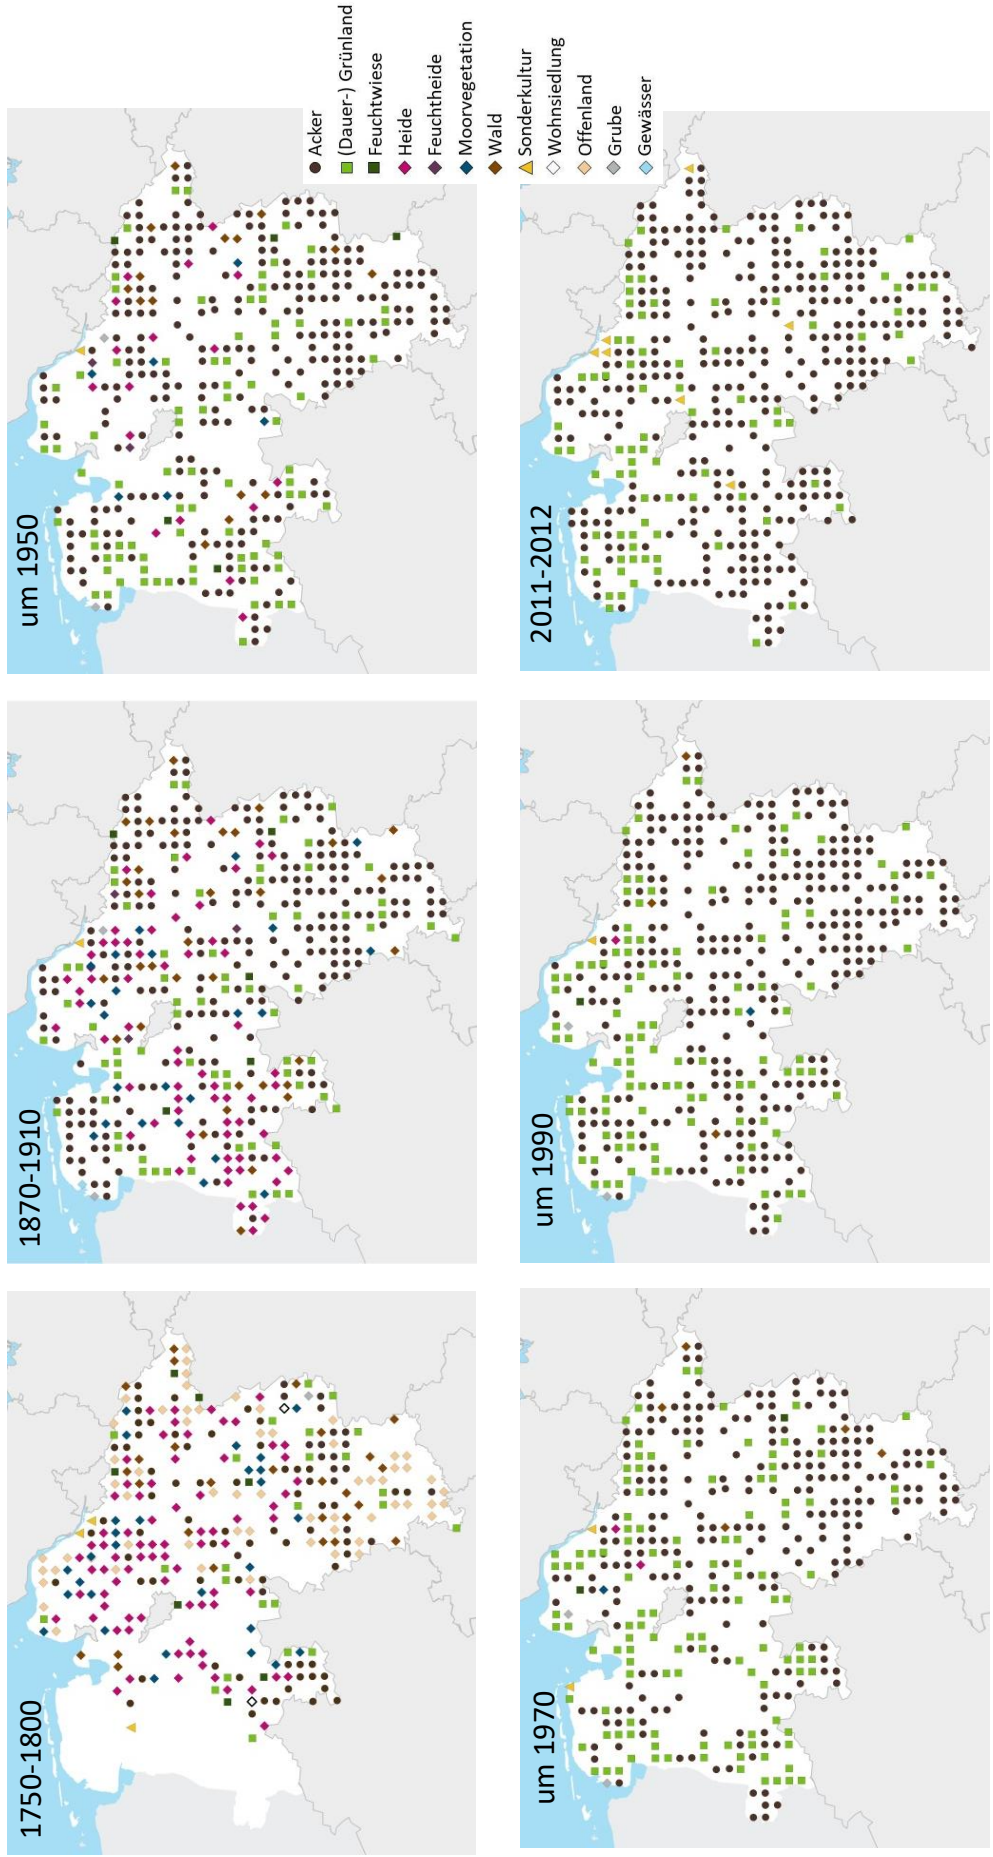 1750-1800
1870-1910
um 1950
Acker
(Dauer-) Grünland
Feuchtwiese
Heide
Feuchtheide
Moorvegetation
Wald
Sonderkultur
Wohnsiedlung
Offenland
Grube
Gewässer
um 1970
um 1990
2011-2012